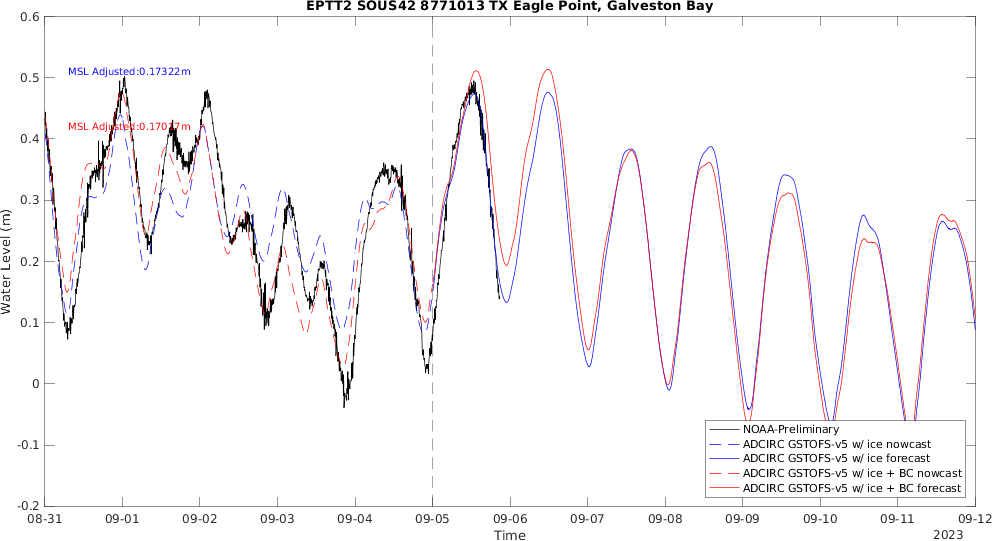 EPTT2 SOUS42 8771013 TX Eagle Point, Galveston Bay
0.6
0.5
0.4
0.3
0.2
0.1
0
-0.1
-0.2
Water Level (m)
MSL Adjusted:0.17322m
MSL Adjusted:0.17037m
NOAA-Preliminary
ADCIRC GSTOFS-v5 w/ ice nowcast
ADCIRC GSTOFS-v5 w/ ice forecast
ADCIRC GSTOFS-v5 w/ ice + BC nowcast
ADCIRC GSTOFS-v5 w/ ice + BC forecast
08-31 09-01 09-02 09-03 09-04 09-05 09-06 09-07 09-08 09-09 09-10 09-11 09-12
Time
2023